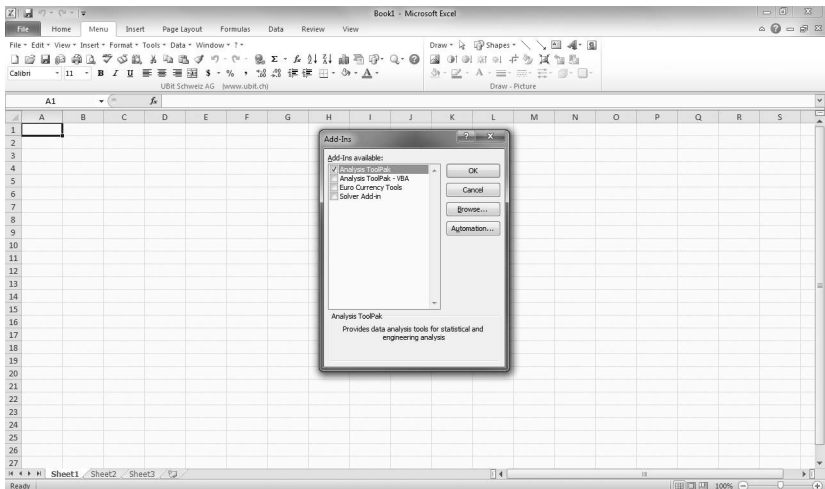 Book1 - Microsoft Excel
File Home Menu Insert Page Layout Formulas Data Review View
File Edit View Insert Format Tools Data Window ?
Draw Shapes
Calibri 11 B I U $ % ,
UBit Schweiz AG (www.ubit.ch)
Draw - Picture
A1 fx
A B C D E F G H I J K L M N O P Q R S
1
2
3
4
5
6
7
8
9
10
11
12
13
14
15
16
17
18
19
20
21
22
23
24
25
26
27
Add-Ins
Add-Ins available:
Analysis ToolPak
Analysis ToolPak - VBA
Euro Currency Tools
Solver Add-in
OK
Cancel
Browse...
Automation...
Analysis ToolPak
Provides data analysis tools for statistical and
engineering analysis
Sheet1 Sheet2 Sheet3
Ready 100%